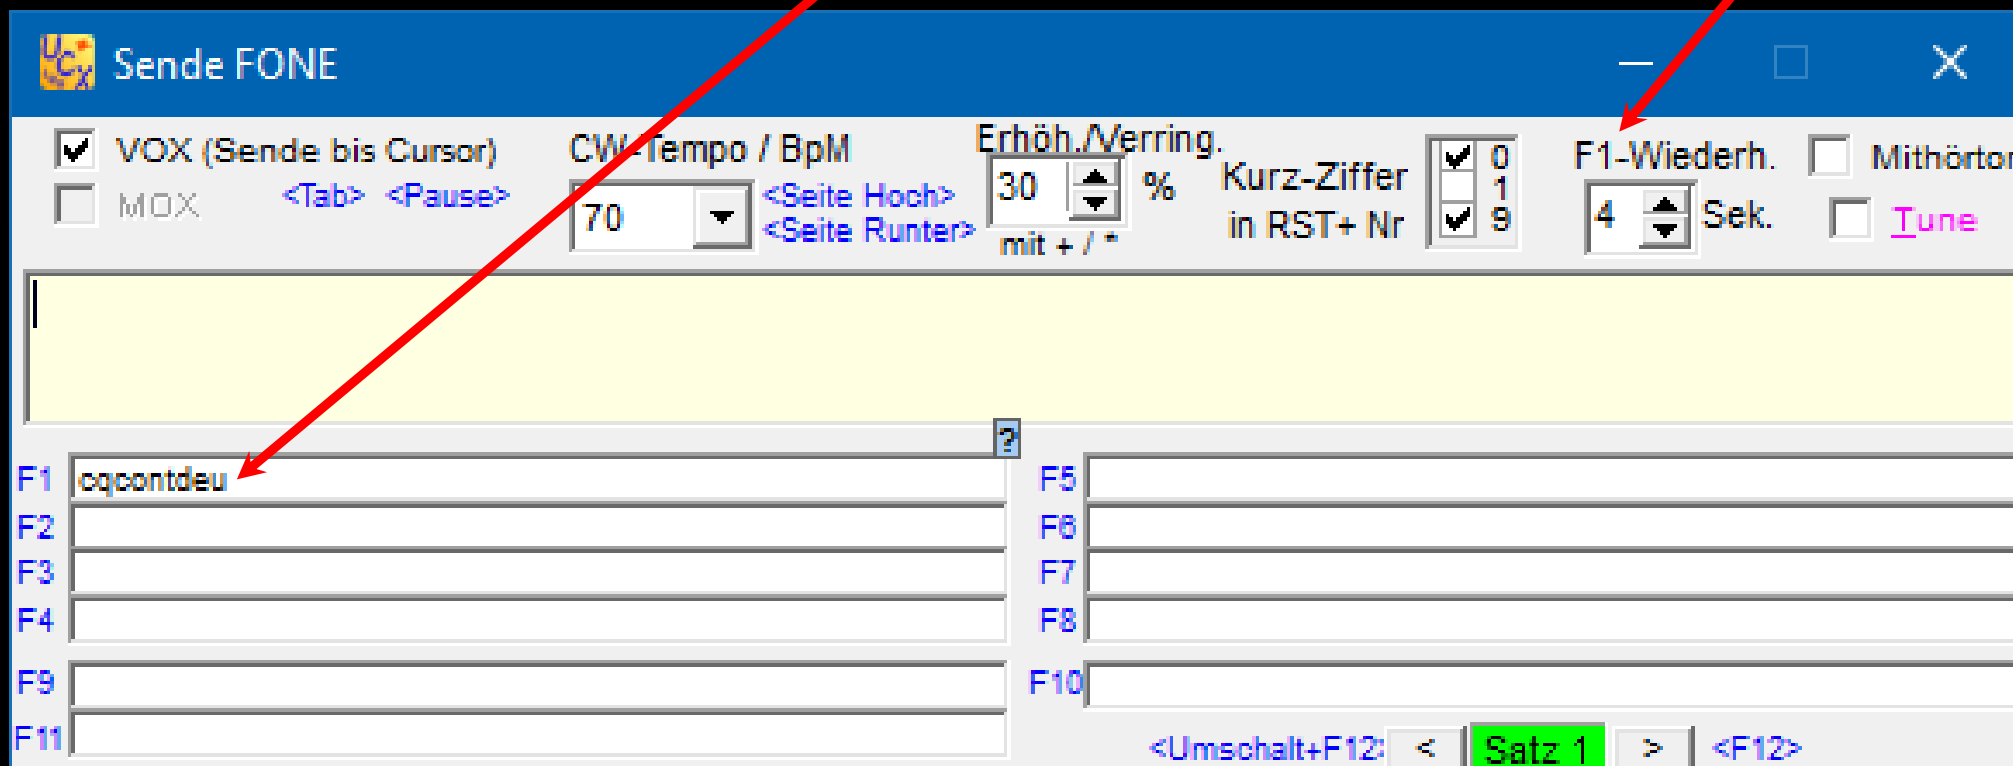 Sende FONE
VOX (Sende bis Cursor)
MOX
<Tab> <Pause>
CW-Tempo / BpM
70
<Seite Hoch>
<Seite Runter>
Erhöh./Verring.
30 %
mit + / *
Kurz-Ziffer
in RST+ Nr
0
1
9
F1-Wiederh.
4 Sek.
Mithörton
Tune
?
F1 cqcontdeu
F2
F3
F4
F9
F11
F5
F6
F7
F8
F10
<Umschalt+F12> < Satz 1 > <F12>